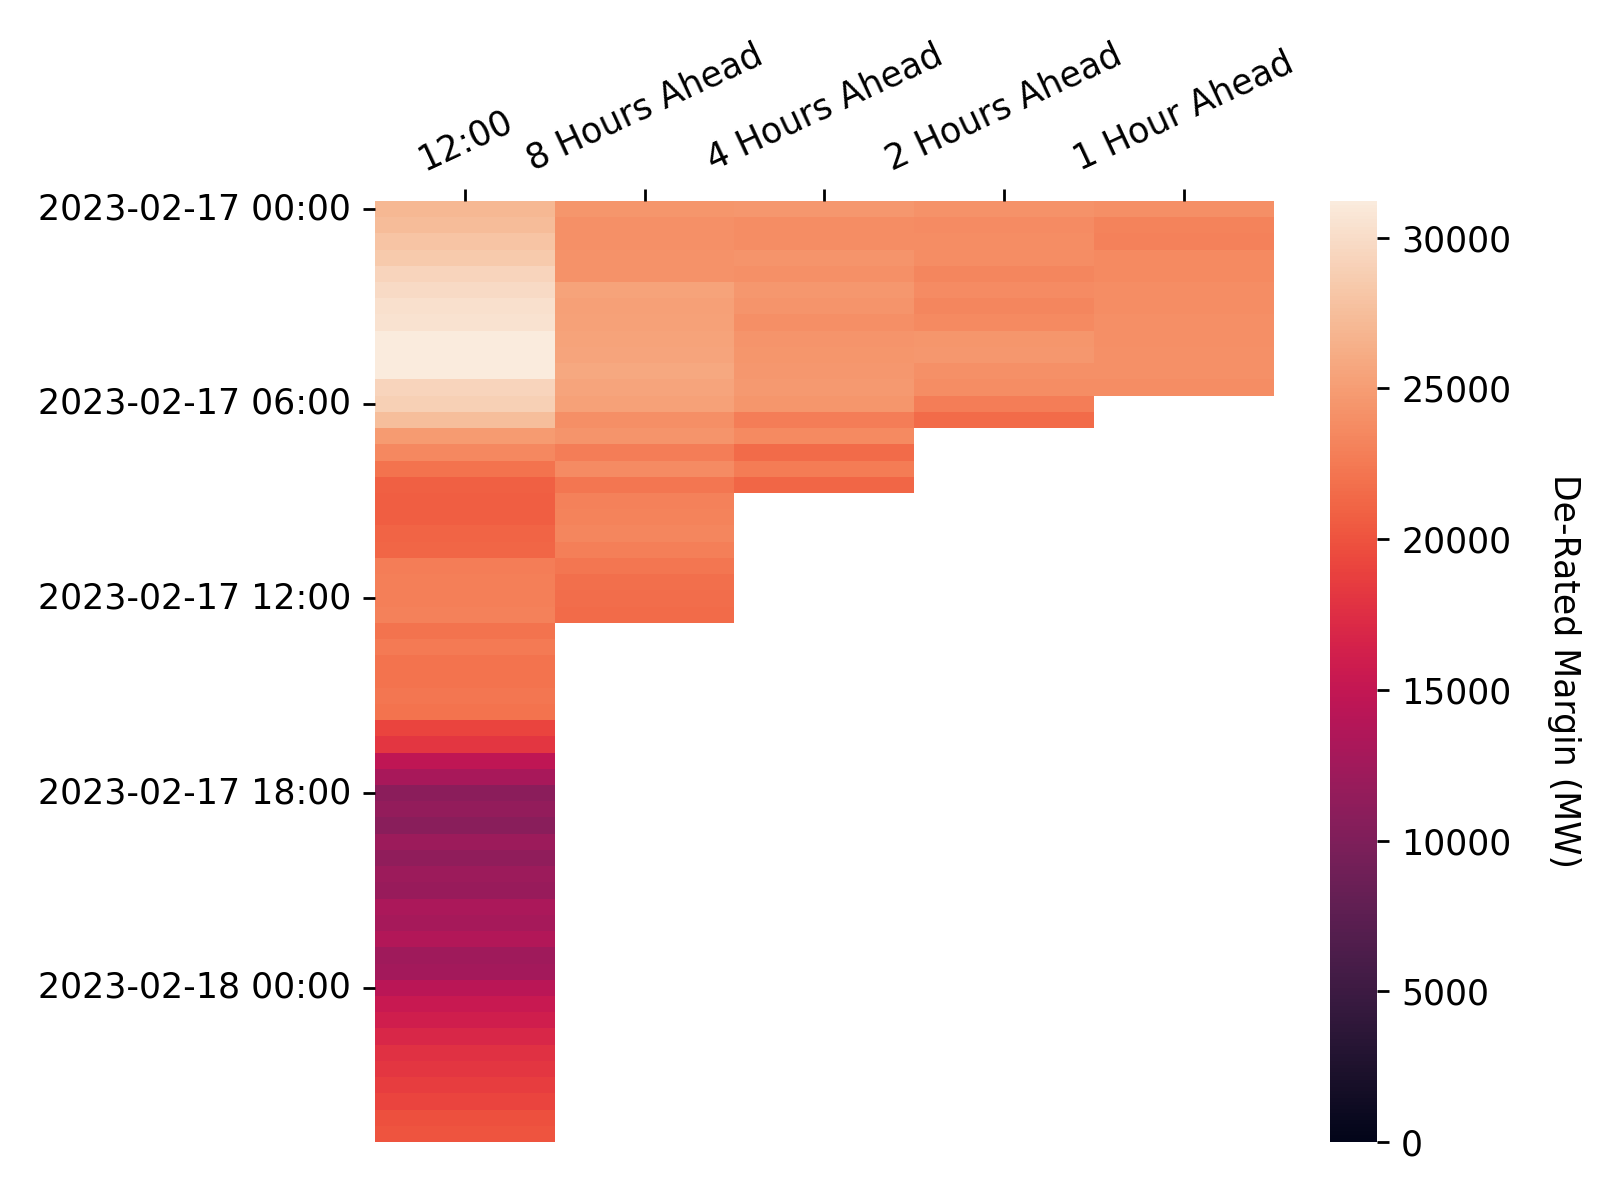 12:00
8 Hours Ahead
4 Hours Ahead
2 Hours Ahead
1 Hour Ahead
2023-02-17 00:00
2023-02-17 06:00
2023-02-17 12:00
2023-02-17 18:00
2023-02-18 00:00
30000
25000
20000
15000
10000
5000
0
De-Rated Margin (MW)